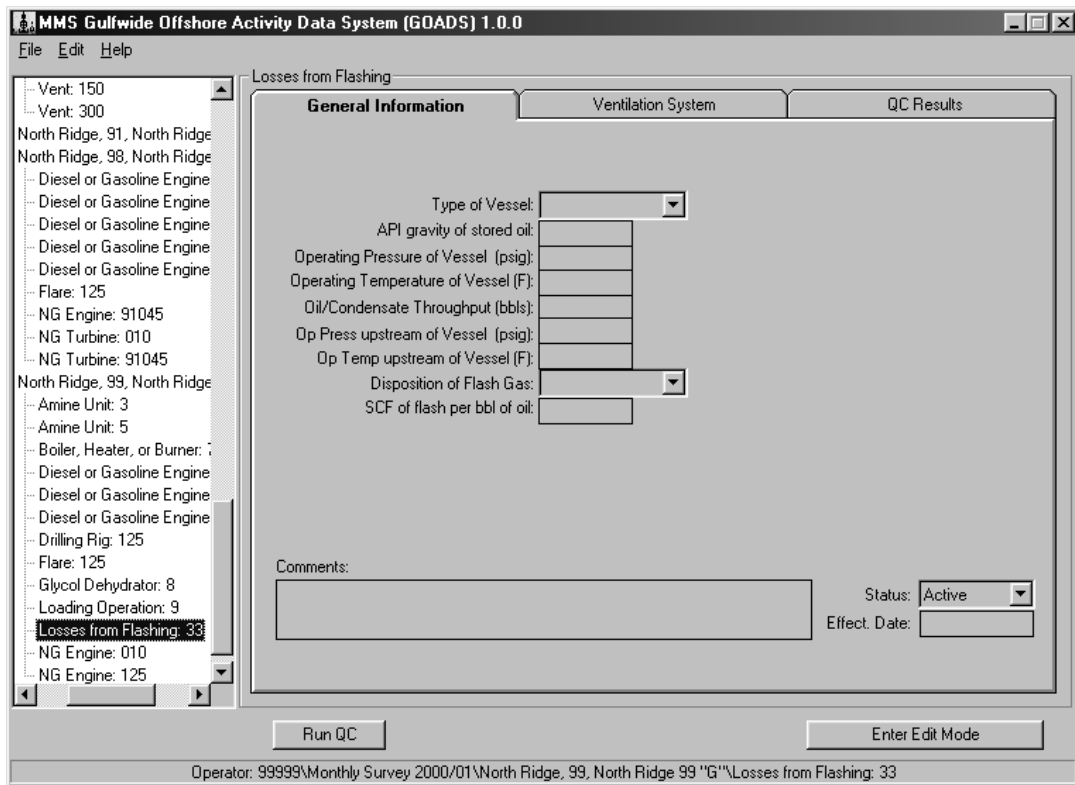 MMS Gulfwide Offshore Activity Data System (GOADS) 1.0.0
File Edit Help
Vent: 150
Vent: 300
North Ridge, 91, North Ridge
North Ridge, 98, North Ridge
Diesel or Gasoline Engine
Diesel or Gasoline Engine
Diesel or Gasoline Engine
Diesel or Gasoline Engine
Diesel or Gasoline Engine
Flare: 125
NG Engine: 91045
NG Turbine: 010
NG Turbine: 91045
North Ridge, 99, North Ridge
Amine Unit: 3
Amine Unit: 5
Boiler, Heater, or Burner:
Diesel or Gasoline Engine
Diesel or Gasoline Engine
Diesel or Gasoline Engine
Drilling Rig: 125
Flare: 125
Glycol Dehydrator: 8
Loading Operation: 9
Losses from Flashing: 33
NG Engine: 010
NG Engine: 125
Losses from Flashing
General Information Ventilation System QC Results
Type of Vessel:
API gravity of stored oil:
Operating Pressure of Vessel (psig):
Operating Temperature of Vessel (F):
Oil/Condensate Throughput (bbls):
Op Press upstream of Vessel (psig):
Op Temp upstream of Vessel (F):
Disposition of Flash Gas:
SCF of flash per bbl of oil:
Comments:
Status: Active
Effect. Date:
Run QC Enter Edit Mode
Operator: 99999\Monthly Survey 2000/01\North Ridge, 99, North Ridge 99 "G"\Losses from Flashing: 33